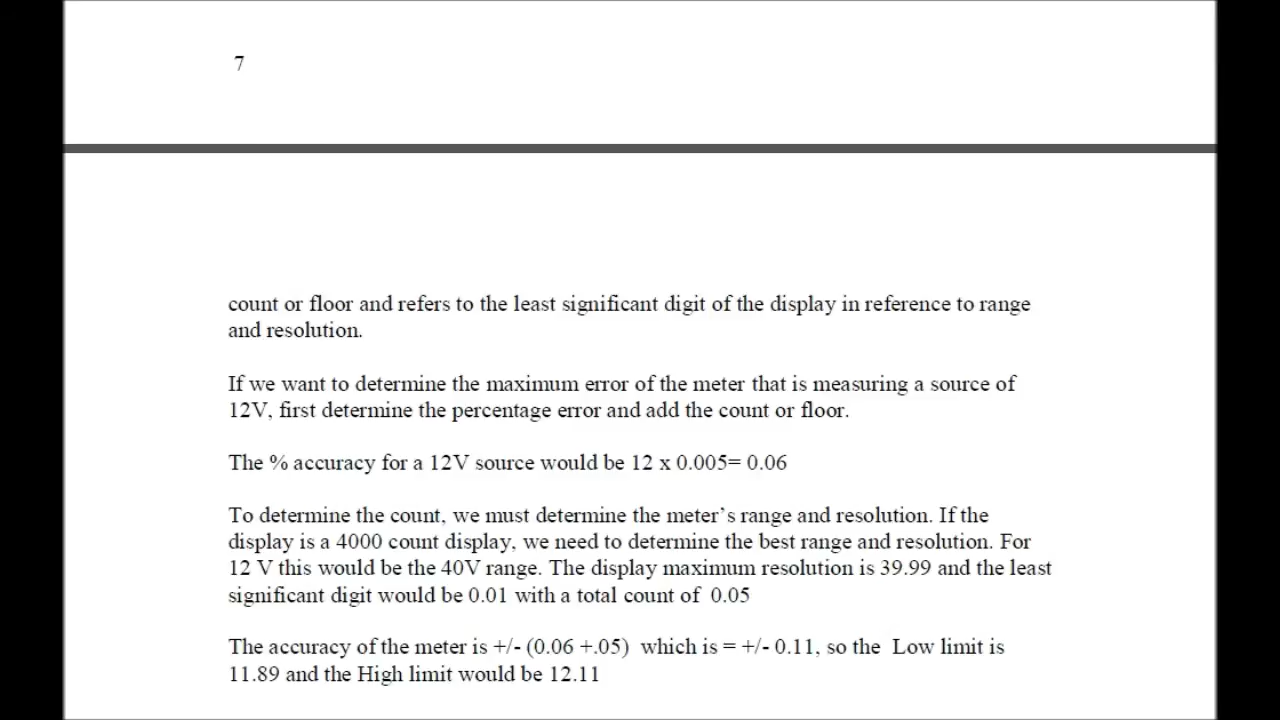 7
count or floor and refers to the least significant digit of the display in reference to range
and resolution.
If we want to determine the maximum error of the meter that is measuring a source of
12V, first determine the percentage error and add the count or floor.
The % accuracy for a 12V source would be 12 x 0.005= 0.06
To determine the count, we must determine the meter’s range and resolution. If the
display is a 4000 count display, we need to determine the best range and resolution. For
12 V this would be the 40V range. The display maximum resolution is 39.99 and the least
significant digit would be 0.01 with a total count of  0.05
The accuracy of the meter is +/- (0.06 +.05)  which is = +/- 0.11, so the  Low limit is
11.89 and the High limit would be 12.11